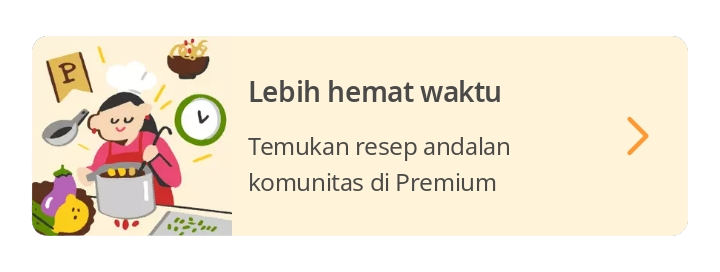 P
Lebih hemat waktu
Temukan resep andalan
komunitas di Premium